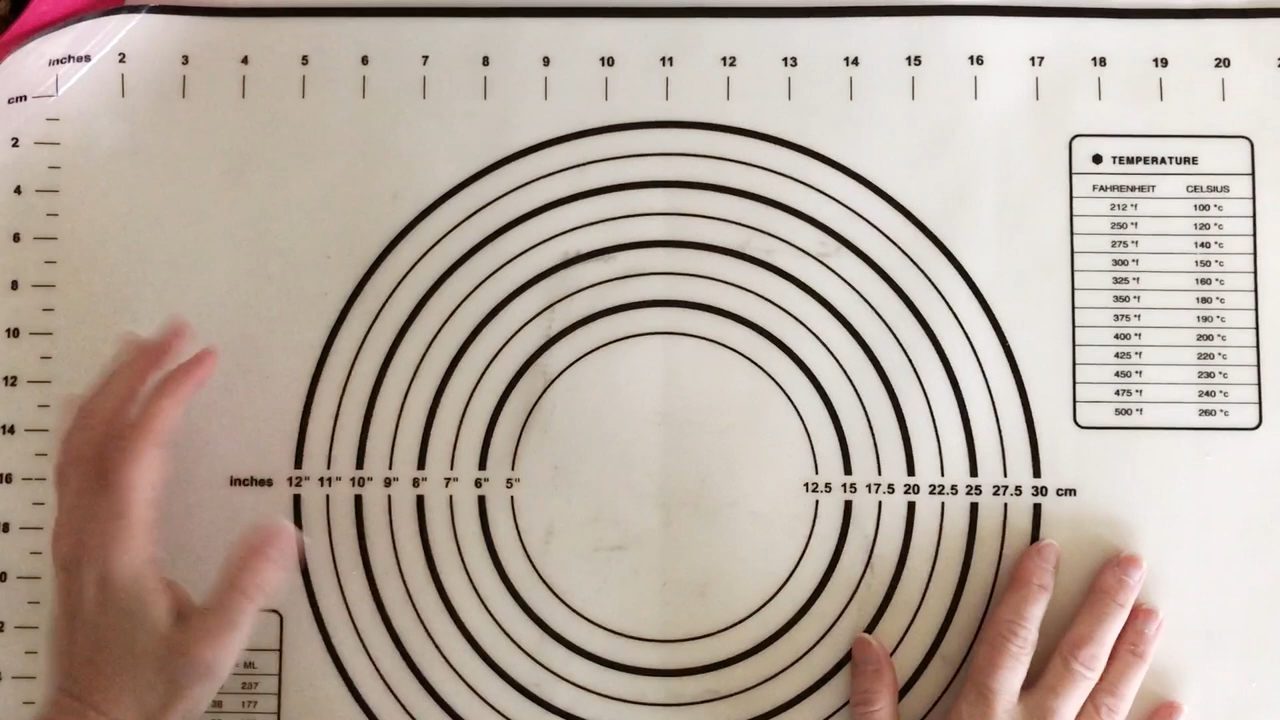 inches 2 3 4 5 6 7 8 9 10 11 12 13 14 15 16 17 18 19 20
cm
2
4
6
8
10
12
14
16
TEMPERATURE
FAHRENHEIT CELSIUS
212 °f 100 °c
250 °f 120 °c
275 °f 140 °c
300 °f 150 °c
325 °f 160 °c
350 °f 180 °c
375 °f 190 °c
400 °f 200 °c
425 °f 220 °c
450 °f 230 °c
475 °f 240 °c
500 °f 260 °c
inches 12" 11" 10" 9" 8" 7" 6" 5" 12.5 15 17.5 20 22.5 25 27.5 30 cm
ML
237
177